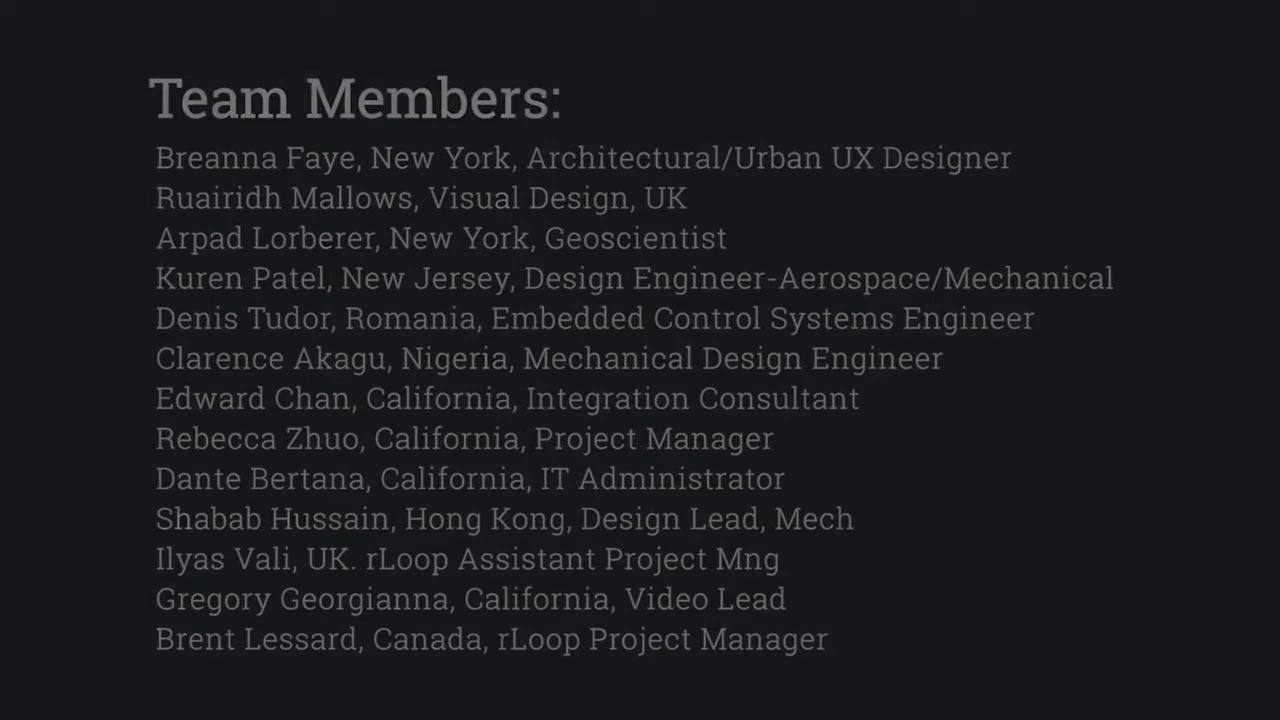 Team Members:
Breanna Faye, New York, Architectural/Urban UX Designer
Ruairidh Mallows, Visual Design, UK
Arpad Lorberer, New York, Geoscientist
Kuren Patel, New Jersey, Design Engineer-Aerospace/Mechanical
Denis Tudor, Romania, Embedded Control Systems Engineer
Clarence Akagu, Nigeria, Mechanical Design Engineer
Edward Chan, California, Integration Consultant
Rebecca Zhuo, California, Project Manager
Dante Bertana, California, IT Administrator
Shabab Hussain, Hong Kong, Design Lead, Mech
Ilyas Vali, UK. rLoop Assistant Project Mng
Gregory Georgianna, California, Video Lead
Brent Lessard, Canada, rLoop Project Manager